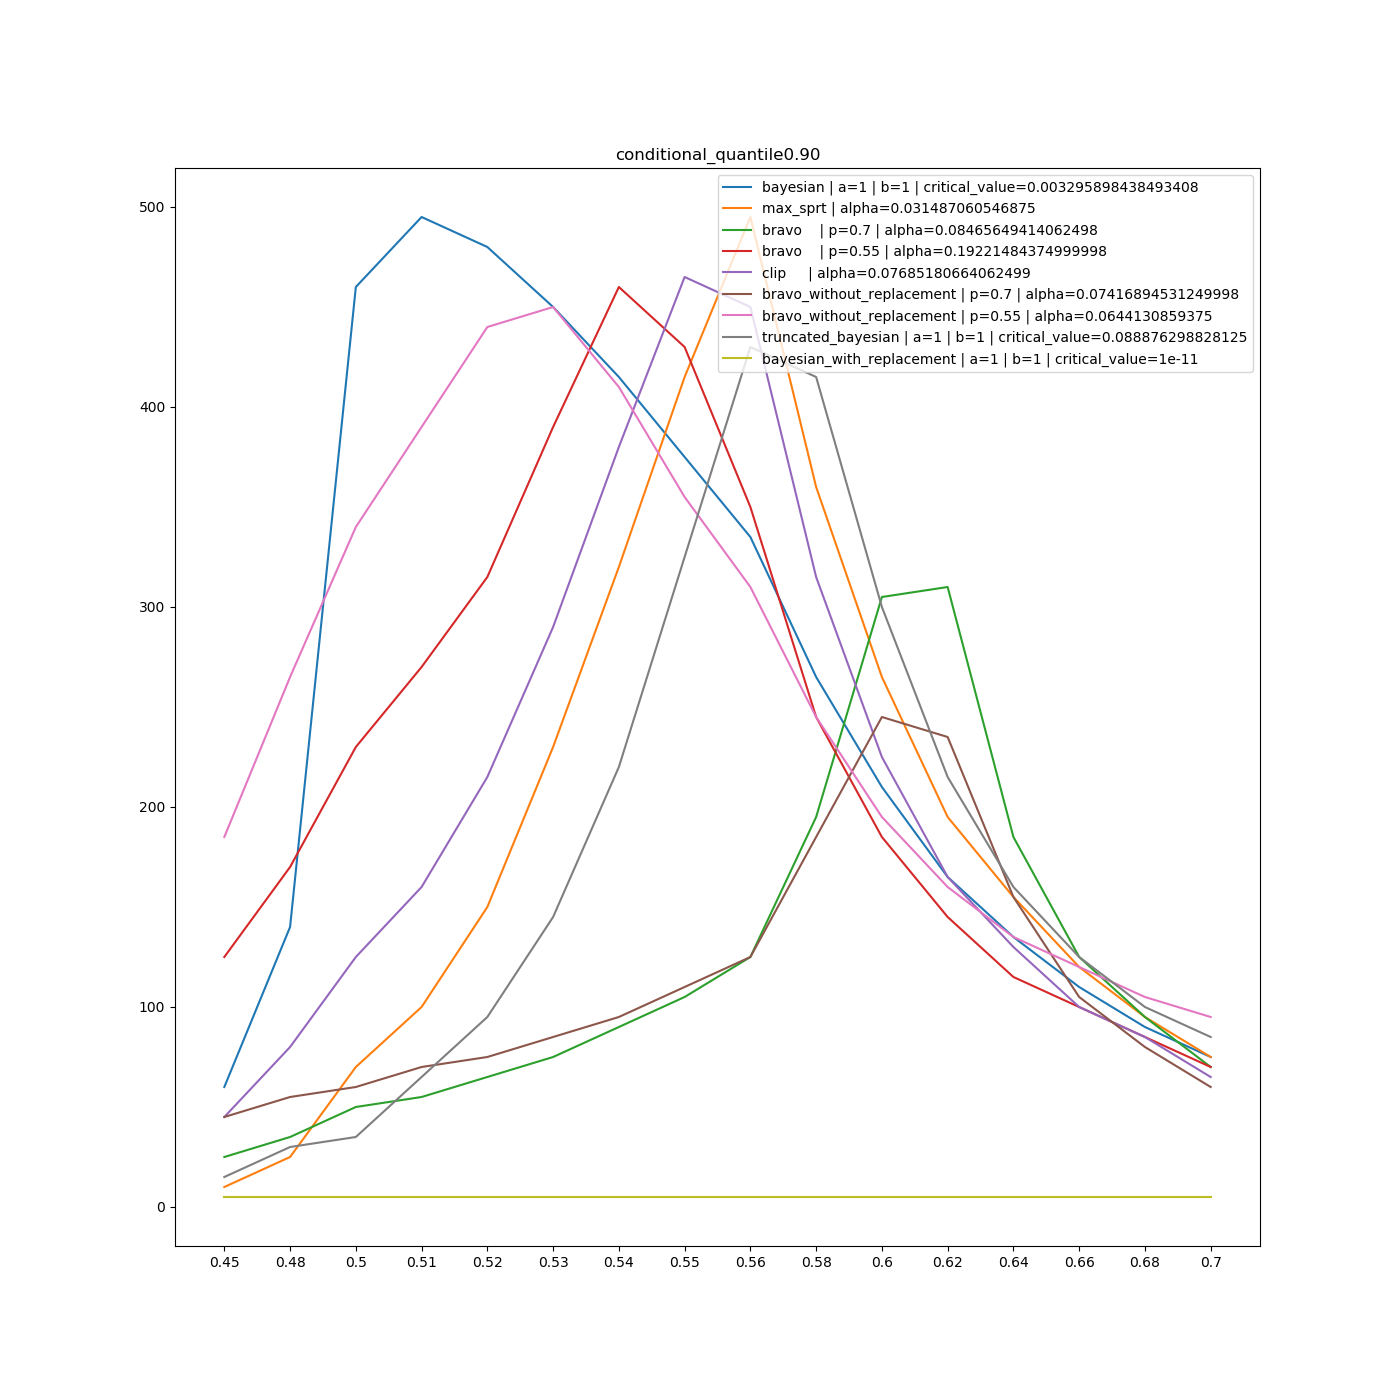 conditional_quantile0.90
bayesian | a=1 | b=1 | critical_value=0.003295898438493408
max_sprt | alpha=0.031487060546875
bravo    | p=0.7 | alpha=0.08465649414062498
bravo    | p=0.55 | alpha=0.19221484374999998
clip     | alpha=0.07685180664062499
bravo_without_replacement | p=0.7 | alpha=0.07416894531249998
bravo_without_replacement | p=0.55 | alpha=0.0644130859375
truncated_bayesian | a=1 | b=1 | critical_value=0.088876298828125
bayesian_with_replacement | a=1 | b=1 | critical_value=1e-11
500
400
300
200
100
0
0.45 0.48 0.5 0.51 0.52 0.53 0.54 0.55 0.56 0.58 0.6 0.62 0.64 0.66 0.68 0.7